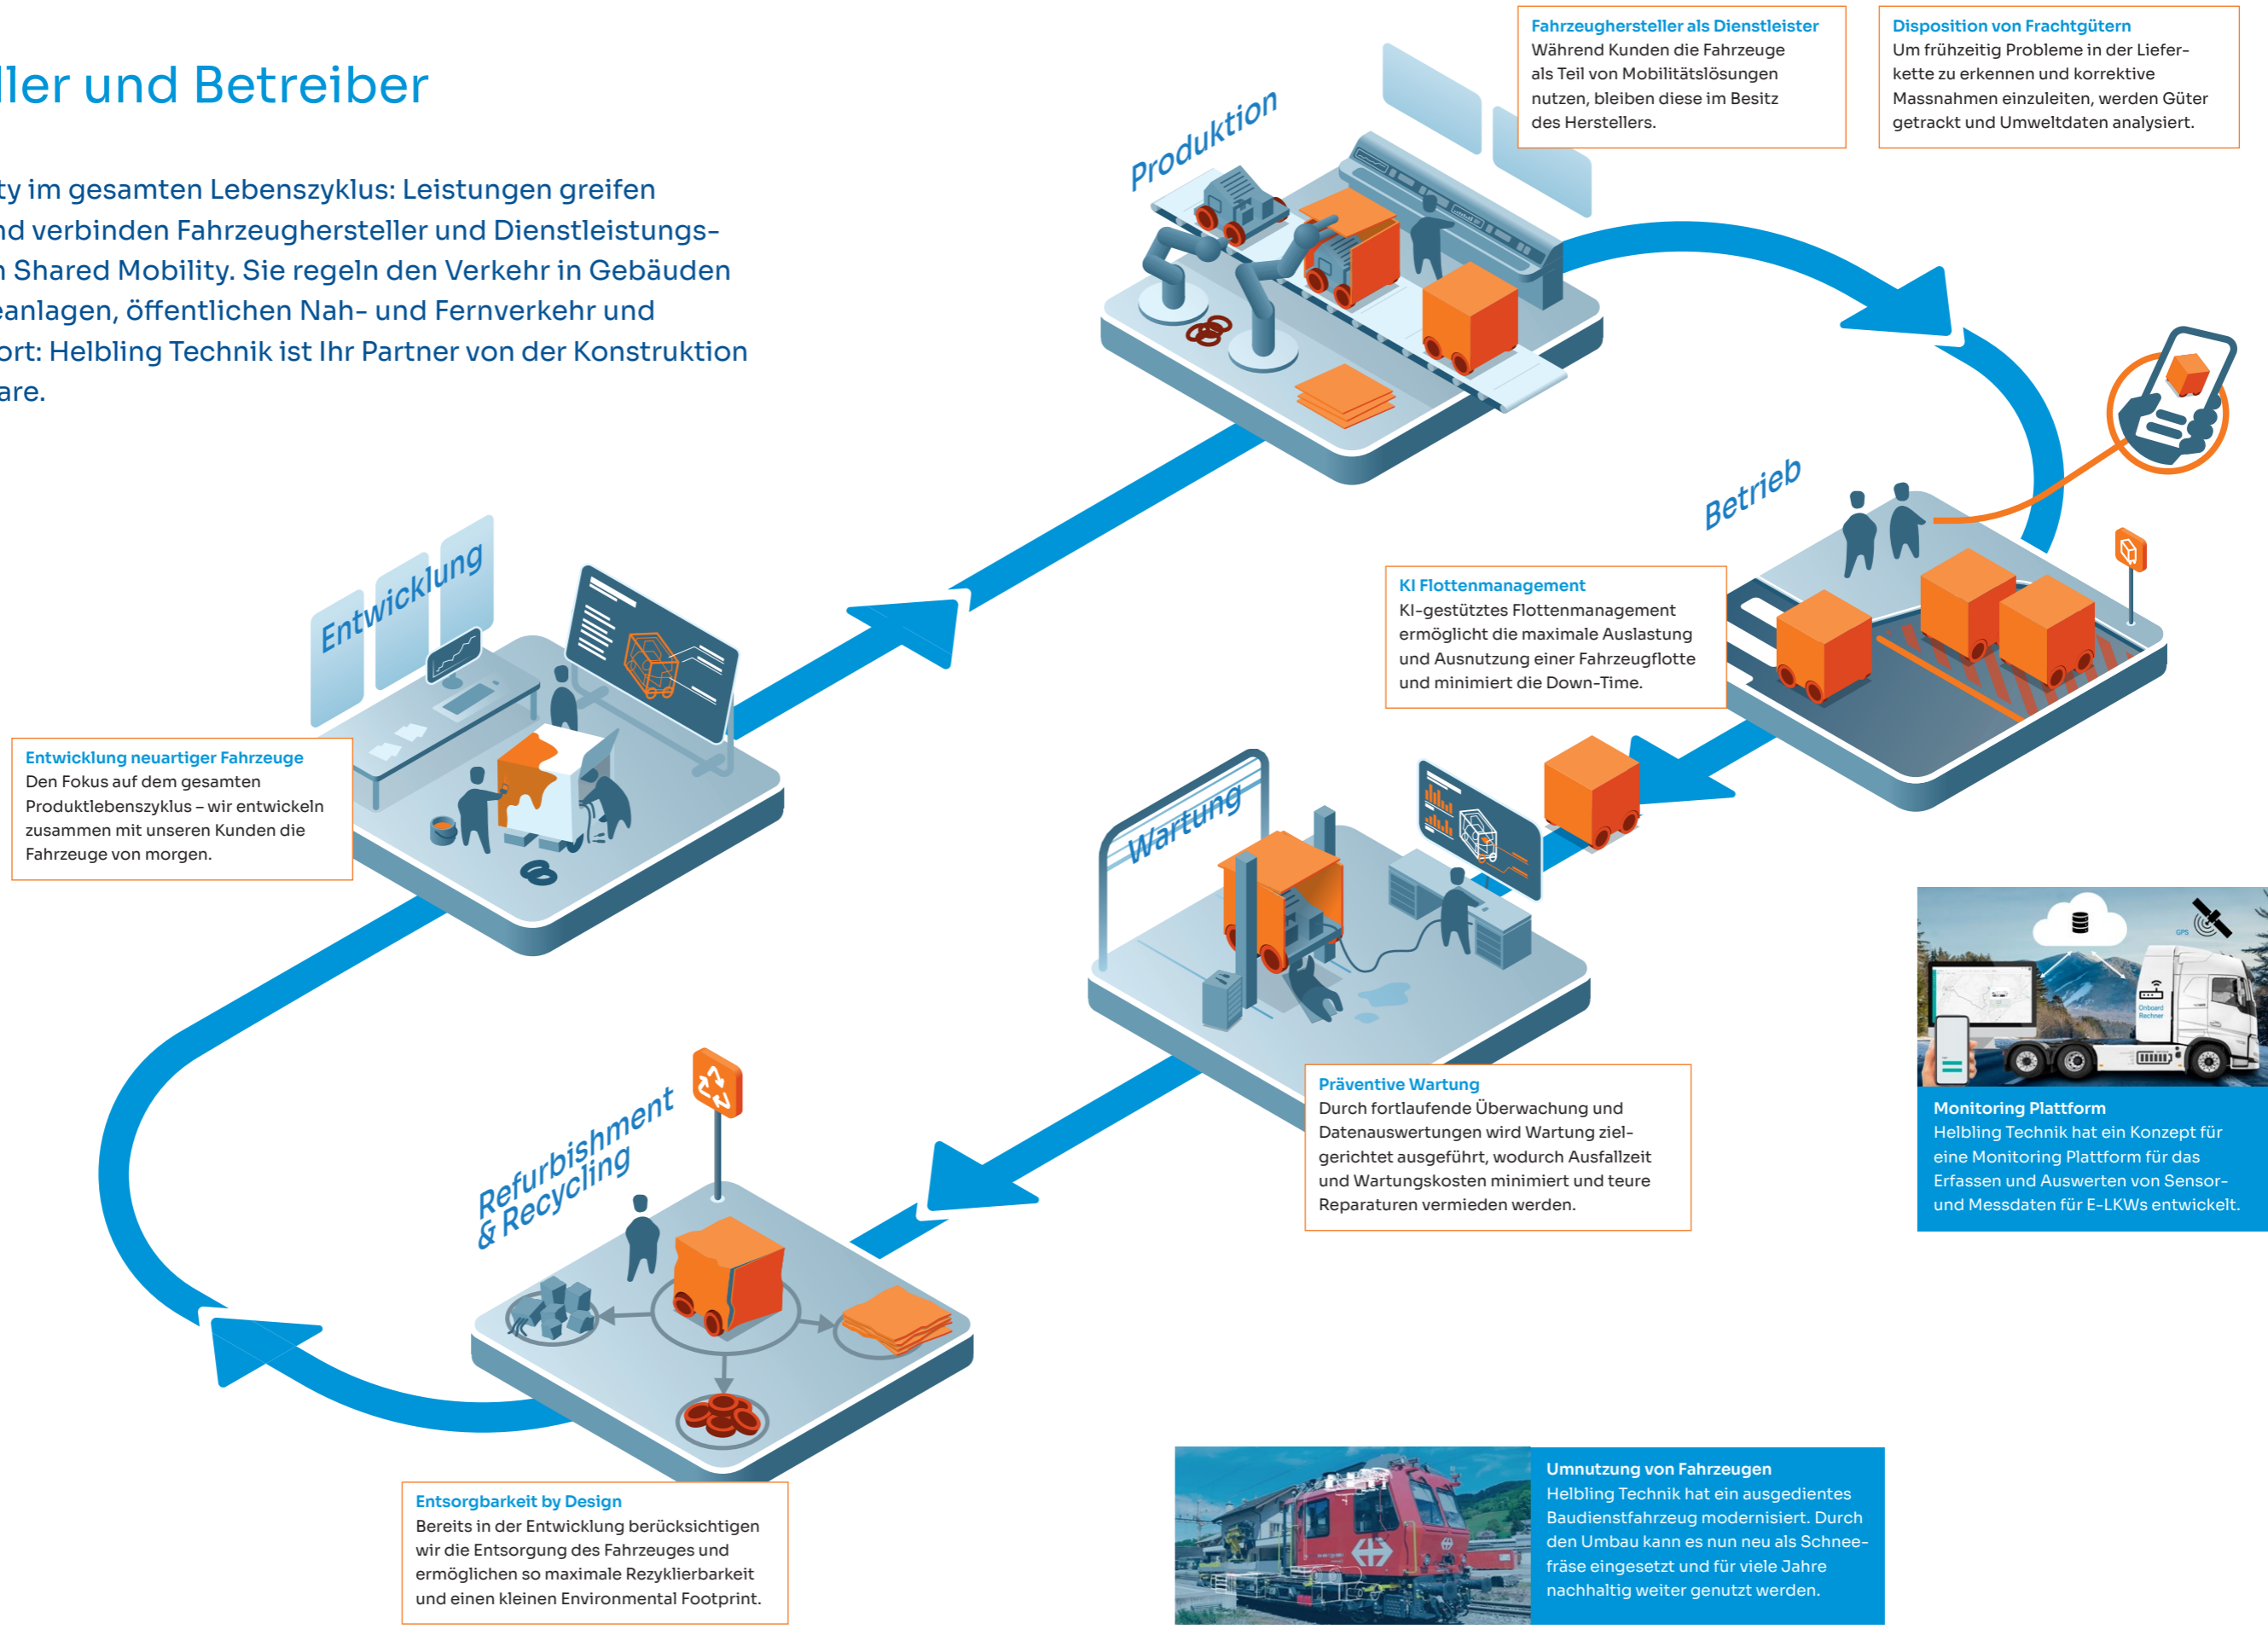 ller und Betreiber
ty im gesamten Lebenszyklus: Leistungen greifen
nd verbinden Fahrzeughersteller und Dienstleistungs-
n Shared Mobility. Sie regeln den Verkehr in Gebäuden
eanlagen, öffentlichen Nah- und Fernverkehr und
ort: Helbling Technik ist Ihr Partner von der Konstruktion
are.
Fahrzeughersteller als Dienstleister
Während Kunden die Fahrzeuge
als Teil von Mobilitätslösungen
nutzen, bleiben diese im Besitz
des Herstellers.
Disposition von Frachtgütern
Um frühzeitig Probleme in der Liefer-
kette zu erkennen und korrektive
Massnahmen einzuleiten, werden Güter
getrackt und Umweltdaten analysiert.
Produktion
Betrieb
KI Flottenmanagement
KI-gestütztes Flottenmanagement
ermöglicht die maximale Auslastung
und Ausnutzung einer Fahrzeugflotte
und minimiert die Down-Time.
Entwicklung
Entwicklung neuartiger Fahrzeuge
Den Fokus auf dem gesamten
Produktlebenszyklus – wir entwickeln
zusammen mit unseren Kunden die
Fahrzeuge von morgen.
Wartung
Präventive Wartung
Durch fortlaufende Überwachung und
Datenauswertungen wird Wartung ziel-
gerichtet ausgeführt, wodurch Ausfallzeit
und Wartungskosten minimiert und teure
Reparaturen vermieden werden.
GPS
Onboard
Rechner
Monitoring Plattform
Helbling Technik hat ein Konzept für
eine Monitoring Plattform für das
Erfassen und Auswerten von Sensor-
und Messdaten für E-LKWs entwickelt.
Refurbishment
& Recycling
Entsorgbarkeit by Design
Bereits in der Entwicklung berücksichtigen
wir die Entsorgung des Fahrzeuges und
ermöglichen so maximale Rezyklierbarkeit
und einen kleinen Environmental Footprint.
Umnutzung von Fahrzeugen
Helbling Technik hat ein ausgedientes
Baudienstfahrzeug modernisiert. Durch
den Umbau kann es nun neu als Schnee-
fräse eingesetzt und für viele Jahre
nachhaltig weiter genutzt werden.